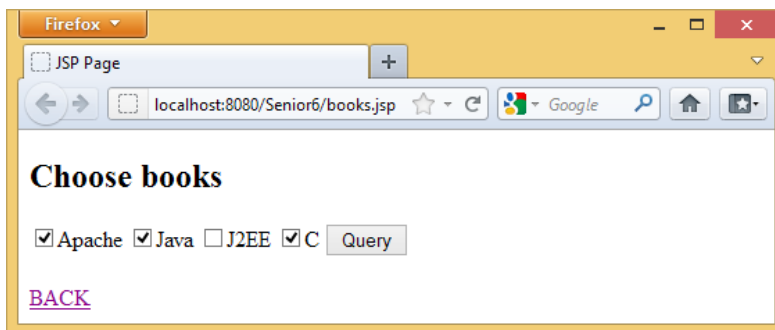 Firefox
JSP Page
localhost:8080/Senior6/books.jsp Google
Choose books
Apache Java J2EE C Query
BACK